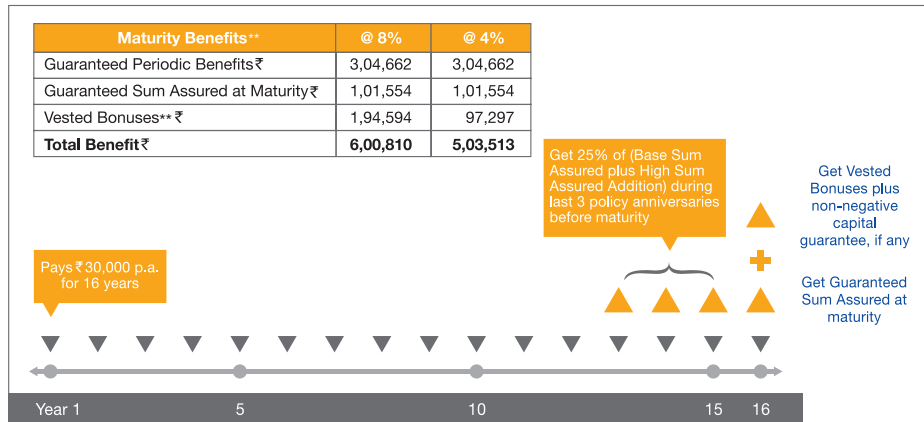 Maturity Benefits** @ 8% @ 4%
Guaranteed Periodic Benefits₹ 3,04,662 3,04,662
Guaranteed Sum Assured at Maturity₹ 1,01,554 1,01,554
Vested Bonuses**₹ 1,94,594 97,297
Total Benefit₹ 6,00,810 5,03,513
Get 25% of (Base Sum
Assured plus High Sum
Assured Addition) during
last 3 policy anniversaries
before maturity
Get Vested
Bonuses plus
non-negative
capital
guarantee, if any
Pays ₹30,000 p.a.
for 16 years
Get Guaranteed
Sum Assured at
maturity
Year 1 5 10 15 16